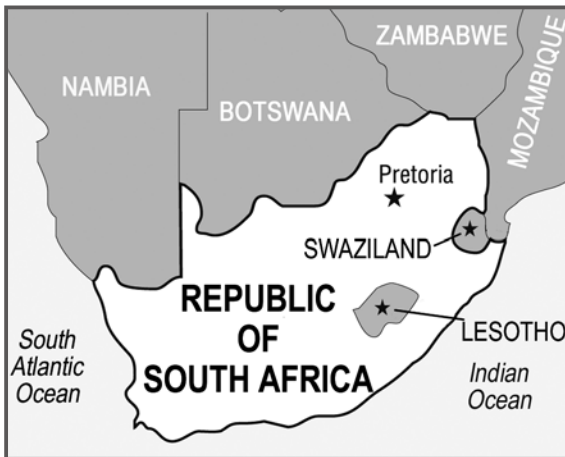 ZAMBABWE
NAMBIA
BOTSWANA
MOZAMBIQUE
Pretoria
SWAZILAND
REPUBLIC
OF
SOUTH AFRICA
LESOTHO
South
Atlantic
Ocean
Indian
Ocean